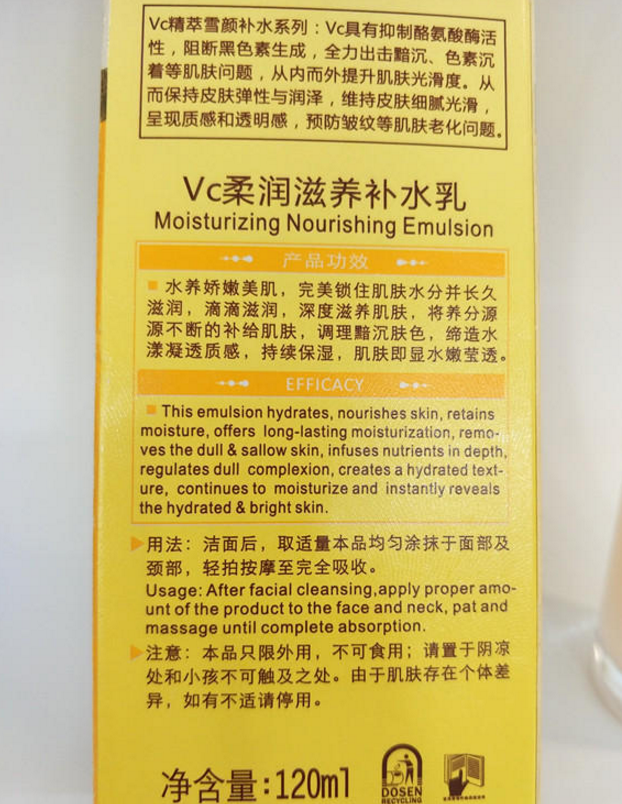 Vc精萃雪颜补水系列：Vc具有抑制酪氨酸酶活
性，阻断黑色素生成，全力出击黯沉、色素沉
着等肌肤问题，从内而外提升肌肤光滑度。从
而保持皮肤弹性与润泽，维持皮肤细腻光滑，
呈现质感和透明感，预防皱纹等肌肤老化问题。
Vc柔润滋养补水乳
Moisturizing Nourishing Emulsion
产品功效
水养娇嫩美肌，完美锁住肌肤水分并长久
滋润，滴滴滋润，深度滋养肌肤，将养分源
源不断的补给肌肤，调理黯沉肤色，缔造水
漾凝透质感，持续保湿，肌肤即显水嫩莹透。
EFFICACY
This emulsion hydrates, nourishes skin, retains
moisture, offers long-lasting moisturization, remo-
ves the dull & sallow skin, infuses nutrients in depth,
regulates dull complexion, creates a hydrated text-
ure, continues to moisturize and instantly reveals
the hydrated & bright skin.
用法：洁面后，取适量本品均匀涂抹于面部及
颈部，轻拍按摩至完全吸收。
Usage: After facial cleansing,apply proper amo-
unt of the product to the face and neck, pat and
massage until complete absorption.
注意：本品只限外用，不可食用；请置于阴凉
处和小孩不可触及之处。由于肌肤存在个体差
异，如有不适请停用。
净含量:120ml
DOSEN
RECYCLING